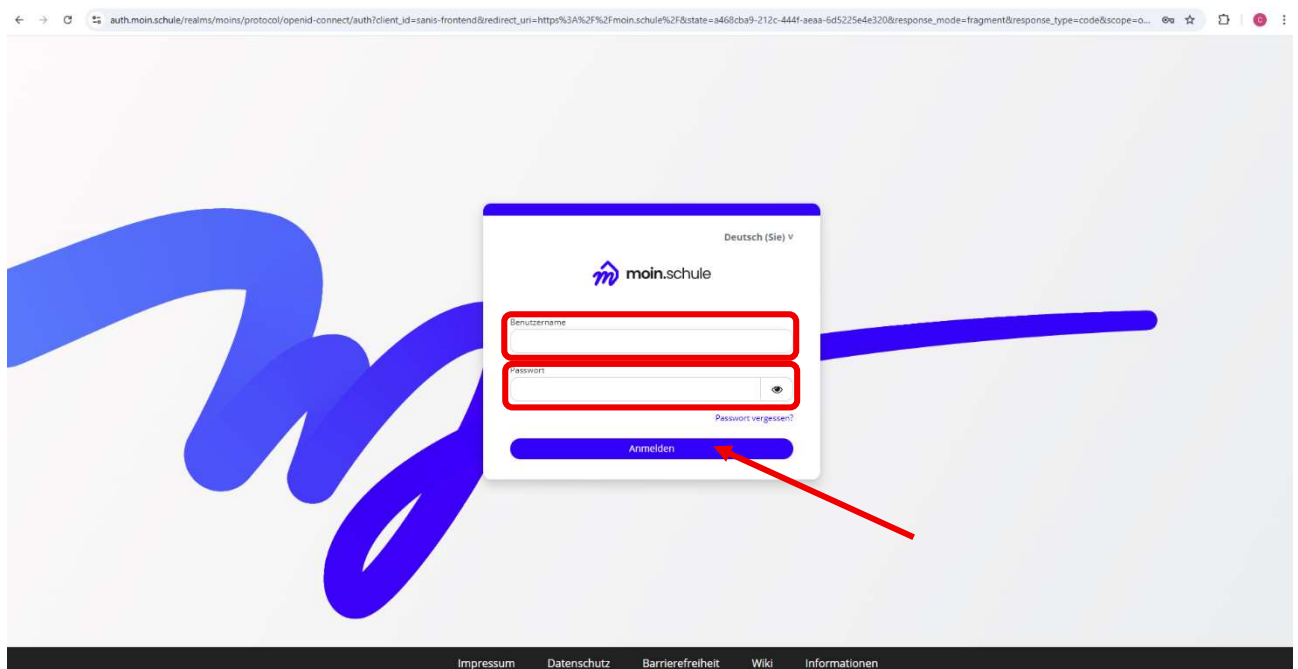 auth.moin.schule/realms/moins/protocol/openid-connect/auth?client_id=sanis-frontend&redirect_uri=https%3A%2F%2Fmoin.schule%2F&state=a468cba9-212c-444f-aeaa-6d5225e4e320&response_mode=fragment&response_type=code&scope=o...
C
Deutsch (Sie) ˅
m moin.schule
Benutzername
Passwort
Passwort vergessen?
Anmelden
Impressum Datenschutz Barrierefreiheit Wiki Informationen